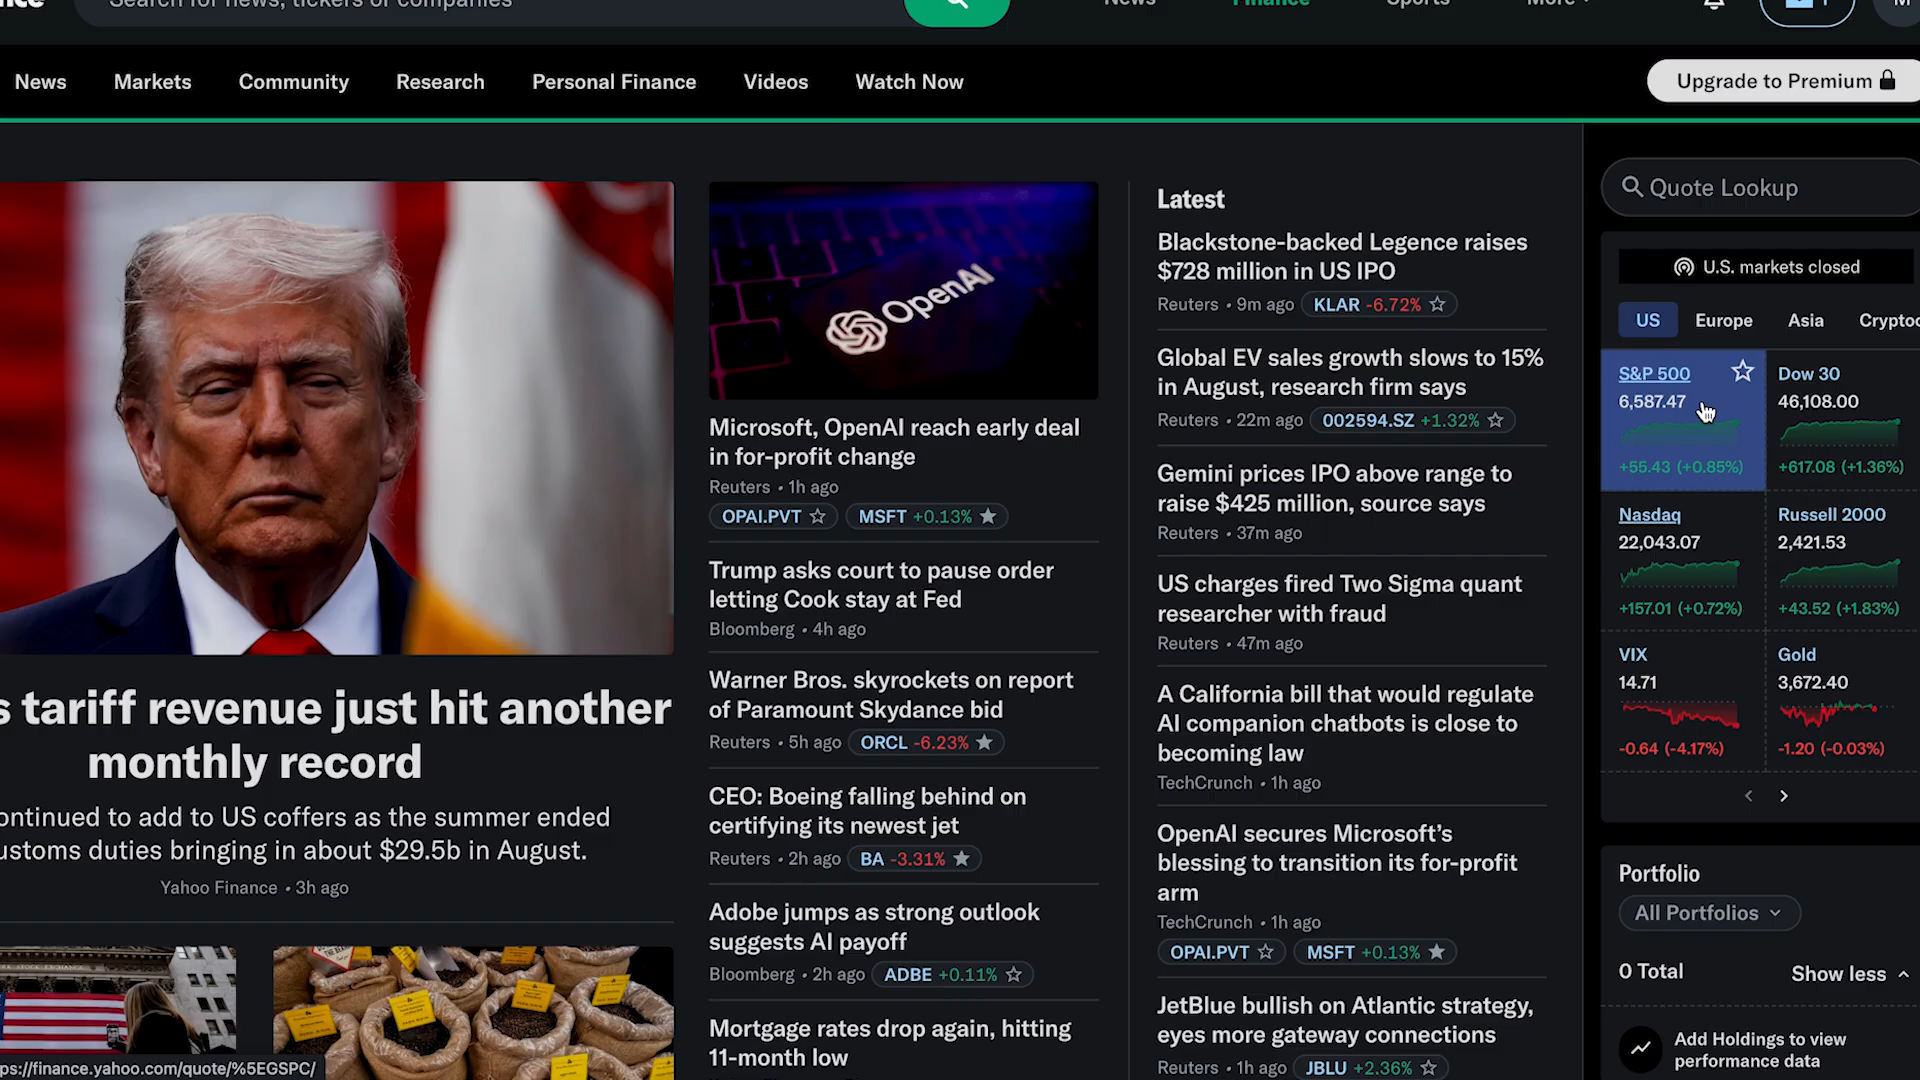 Search for news, tickers or companies
News
Finance
Sports
More
1
M
News
Markets
Community
Research
Personal Finance
Videos
Watch Now
Upgrade to Premium
OpenAI
s tariff revenue just hit another
monthly record
ontinued to add to US coffers as the summer ended
ustoms duties bringing in about $29.5b in August.
Yahoo Finance • 3h ago
Microsoft, OpenAI reach early deal
in for-profit change
Reuters • 1h ago
OPAI.PVT
MSFT +0.13%
Trump asks court to pause order
letting Cook stay at Fed
Bloomberg • 4h ago
Warner Bros. skyrockets on report
of Paramount Skydance bid
Reuters • 5h ago ORCL -6.23%
CEO: Boeing falling behind on
certifying its newest jet
Reuters • 2h ago BA -3.31%
Adobe jumps as strong outlook
suggests AI payoff
Bloomberg • 2h ago ADBE +0.11%
Mortgage rates drop again, hitting
11-month low
Latest
Blackstone-backed Legence raises
$728 million in US IPO
Reuters • 9m ago KLAR -6.72%
Global EV sales growth slows to 15%
in August, research firm says
Reuters • 22m ago 002594.SZ +1.32%
Gemini prices IPO above range to
raise $425 million, source says
Reuters • 37m ago
US charges fired Two Sigma quant
researcher with fraud
Reuters • 47m ago
A California bill that would regulate
AI companion chatbots is close to
becoming law
TechCrunch • 1h ago
OpenAI secures Microsoft's
blessing to transition its for-profit
arm
TechCrunch • 1h ago
OPAI.PVT
MSFT +0.13%
JetBlue bullish on Atlantic strategy,
eyes more gateway connections
Reuters • 1h ago JBLU +2.36%
Quote Lookup
U.S. markets closed
US
Europe
Asia
Cryptoc
S&P 500
6,587.47
+55.43 (+0.85%)
Dow 30
46,108.00
+617.08 (+1.36%)
Nasdaq
22,043.07
+157.01 (+0.72%)
Russell 2000
2,421.53
+43.52 (+1.83%)
VIX
14.71
-0.64 (-4.17%)
Gold
3,672.40
-1.20 (-0.03%)
Portfolio
All Portfolios
0 Total
Show less
Add Holdings to view
performance data
ps://finance.yahoo.com/quote/%5EGSPC/